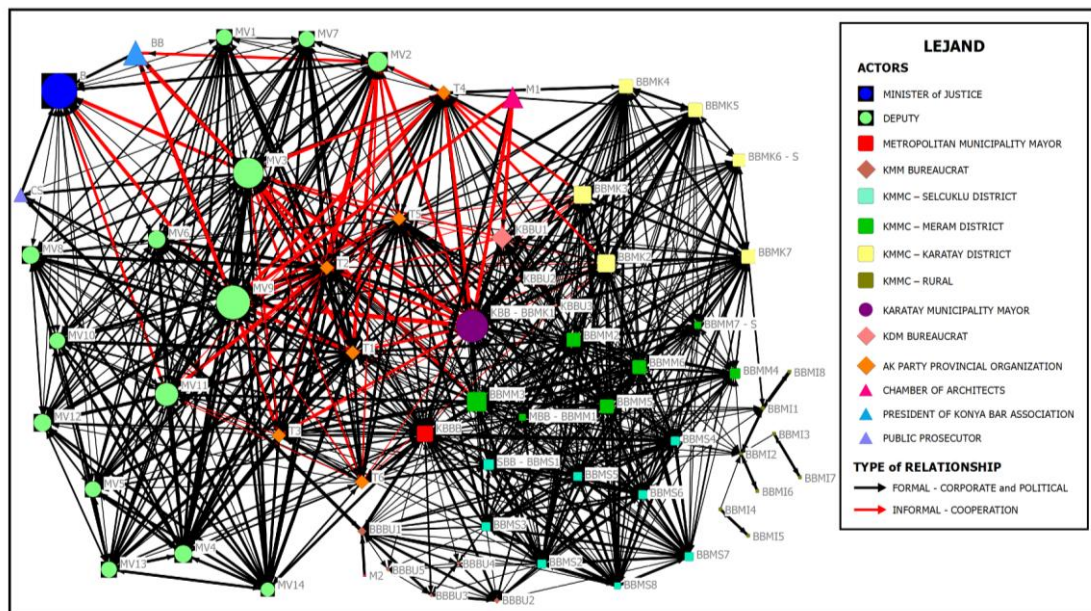 BB
MV1
MV7
MV2
B
T4
M1
BBMK4
BBMK5
BBMK6 - S
MV3
CS
BBMK3
T5
KBBU1
MV6
MV8
BBMK7
BBMK2
T2
KBBU2
MV9
KBBU3
KBB - BBMK1
BBMM7 - S
MV10
BBMM2
T1
BBMM6
BBMM4
BBMI8
MV11
BBMM3
BBMM5
BBMI1
MV12
MBB - BBMM1
T3
KBBB
BBMS4
BBMI3
BBMI2
SBB - BBMS1
BBMS5
BBMI7
T6
MV5
BBMS6
BBMI6
BBMI4
BBMS3
BBBU1
BBMI5
MV4
BBMS7
MV13
BBBU5
BBBU4
BBMS2
M2
MV14
BBMS8
BBBU3
BBBU2
LEJAND
ACTORS
MINISTER of JUSTICE
DEPUTY
METROPOLITAN MUNICIPALITY MAYOR
KMM BUREAUCRAT
KMMC – SELCUKLU DISTRICT
KMMC – MERAM DISTRICT
KMMC – KARATAY DISTRICT
KMMC – RURAL
KARATAY MUNICIPALITY MAYOR
KDM BUREAUCRAT
AK PARTY PROVINCIAL ORGANIZATION
CHAMBER OF ARCHITECTS
PRESIDENT OF KONYA BAR ASSOCIATION
PUBLIC PROSECUTOR
TYPE of RELATIONSHIP
FORMAL - CORPORATE and POLITICAL
INFORMAL - COOPERATION